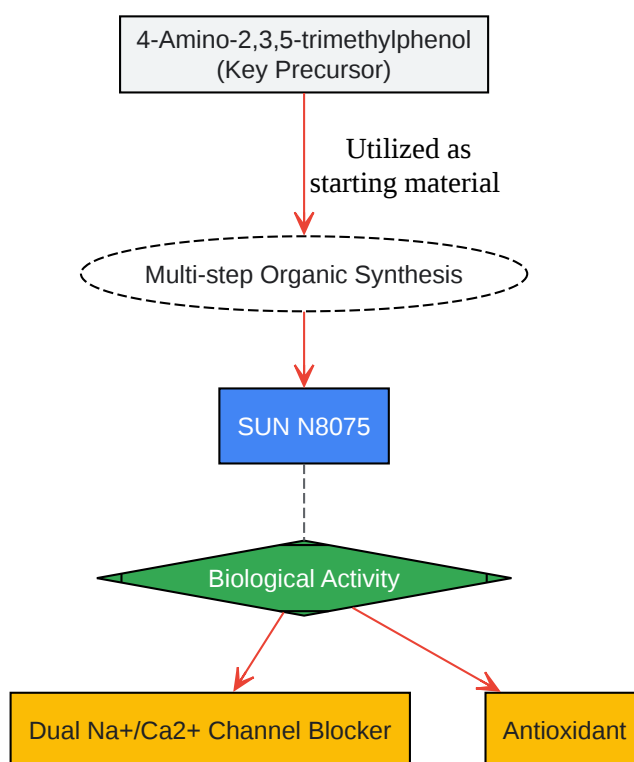 4-Amino-2,3,5-trimethylphenol
(Key Precursor)
Utilized as
starting material
Multi-step Organic Synthesis
SUN N8075
Biological Activity
Dual Na+/Ca2+ Channel Blocker
Antioxidant